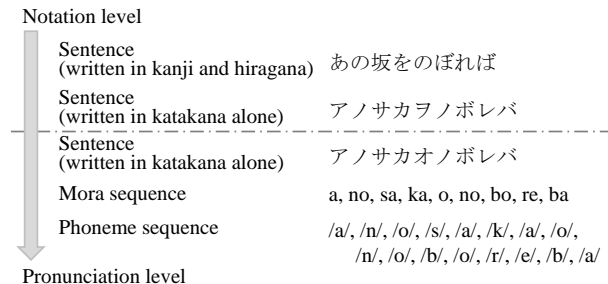 Notation level
Sentence
(written in kanji and hiragana) あの坂をのぼれば
Sentence
(written in katakana alone) アノサカヲノボレバ
Sentence
(written in katakana alone) アノサカオノボレバ
Mora sequence a, no, sa, ka, o, no, bo, re, ba
Phoneme sequence /a/, /n/, /o/, /s/, /a/, /k/, /a/, /o/,
/n/, /o/, /b/, /o/, /r/, /e/, /b/, /a/
Pronunciation level